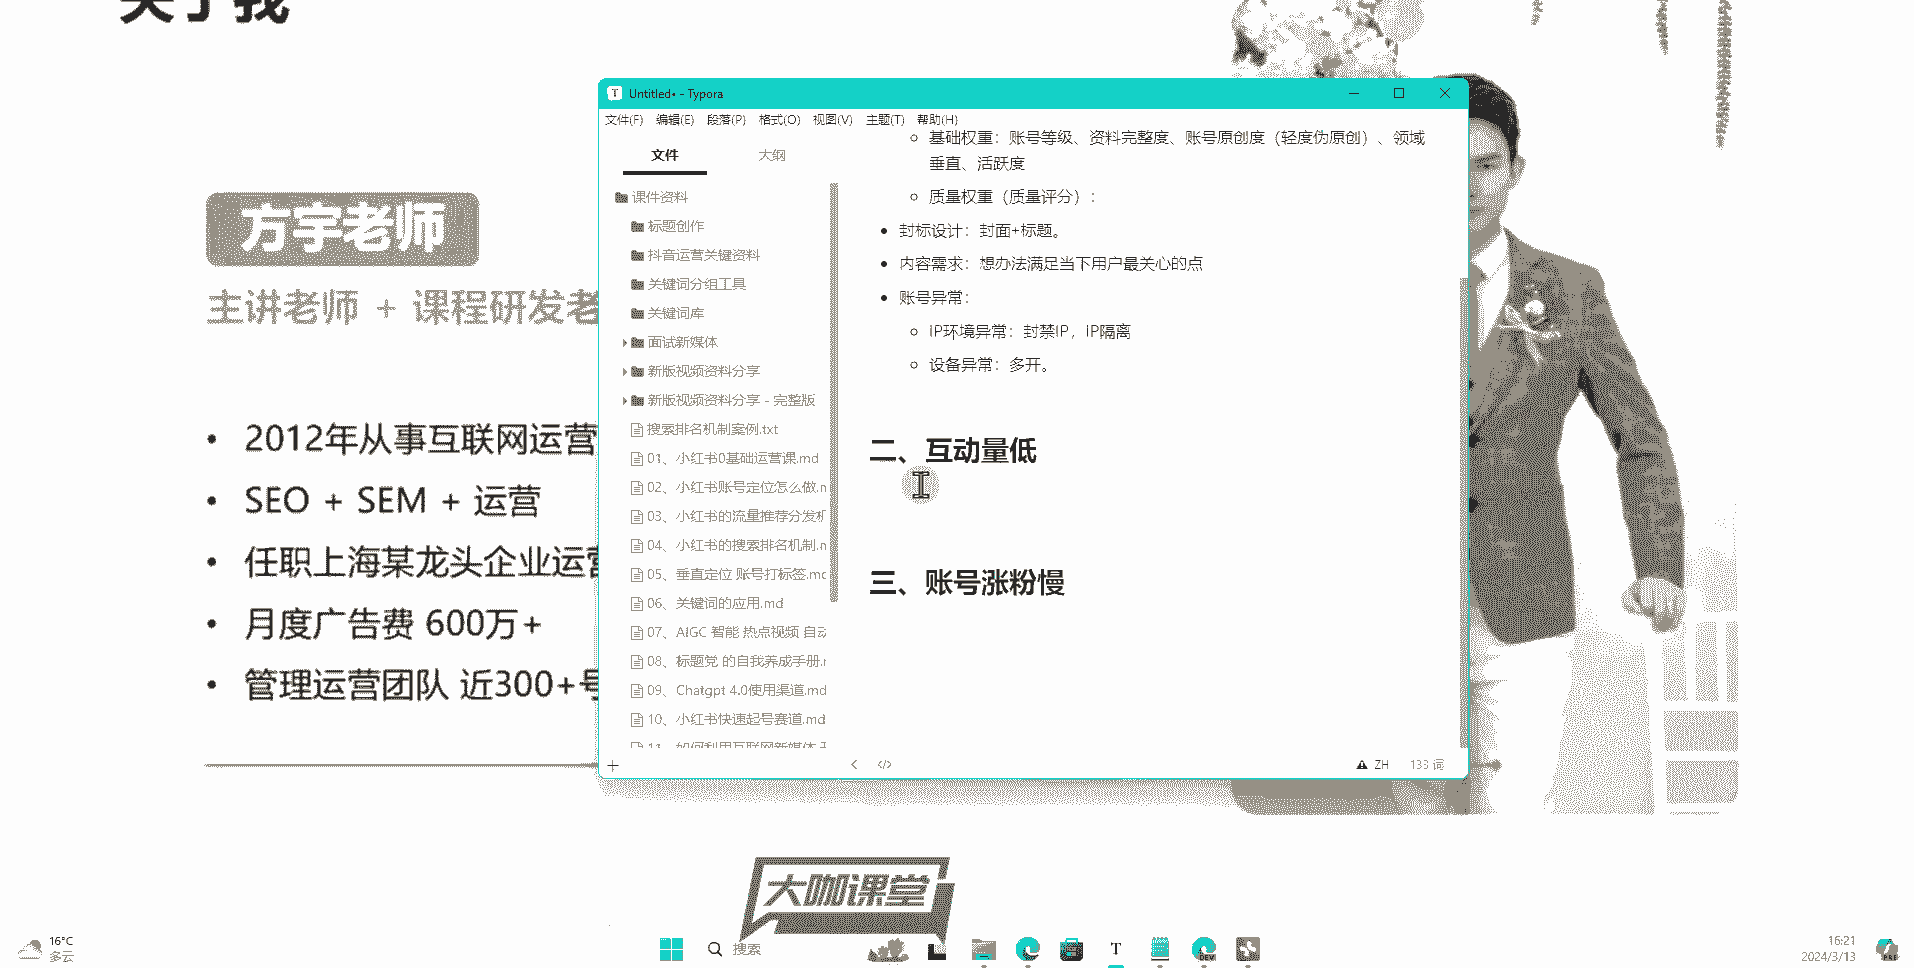 关于我
方宇老师
主讲老师 + 课程研发老
2012年从事互联网运营
SEO + SEM + 运营
任职上海某龙头企业运营
月度广告费 600万+
管理运营团队 近300+号
Untitled• - Typora
文件(F) 编辑(E) 段落(P) 格式(O) 视图(V) 主题(T) 帮助(H)
文件 大纲
课件资料
标题创作
抖音运营关键资料
关键词分组工具
关键词库
面试新媒体
新版视频资料分享
新版视频资料分享 - 完整版
搜索排名机制案例.txt
01、小红书0基础运营课.md
02、小红书账号定位怎么做.m
03、小红书的流量推荐分发机
04、小红书的搜索排名机制.m
05、垂直定位 账号打标签.md
06、关键词的应用.md
07、AIGC 智能 热点视频 自动
08、标题党 的自我养成手册.m
09、Chatgpt 4.0使用渠道.md
10、小红书快速起号赛道.md
11、如何利用互联网新媒体
基础权重：账号等级、资料完整度、账号原创度（轻度伪原创）、领域
垂直、活跃度
质量权重（质量评分）：
封标设计：封面+标题。
内容需求：想办法满足当下用户最关心的点
账号异常：
IP环境异常：封禁IP，IP隔离
设备异常：多开。
二、互动量低
三、账号涨粉慢
</> ZH 133 词
大咖课堂
16°C
多云
搜索
T
DEV
PRE
16:21
2024/3/13